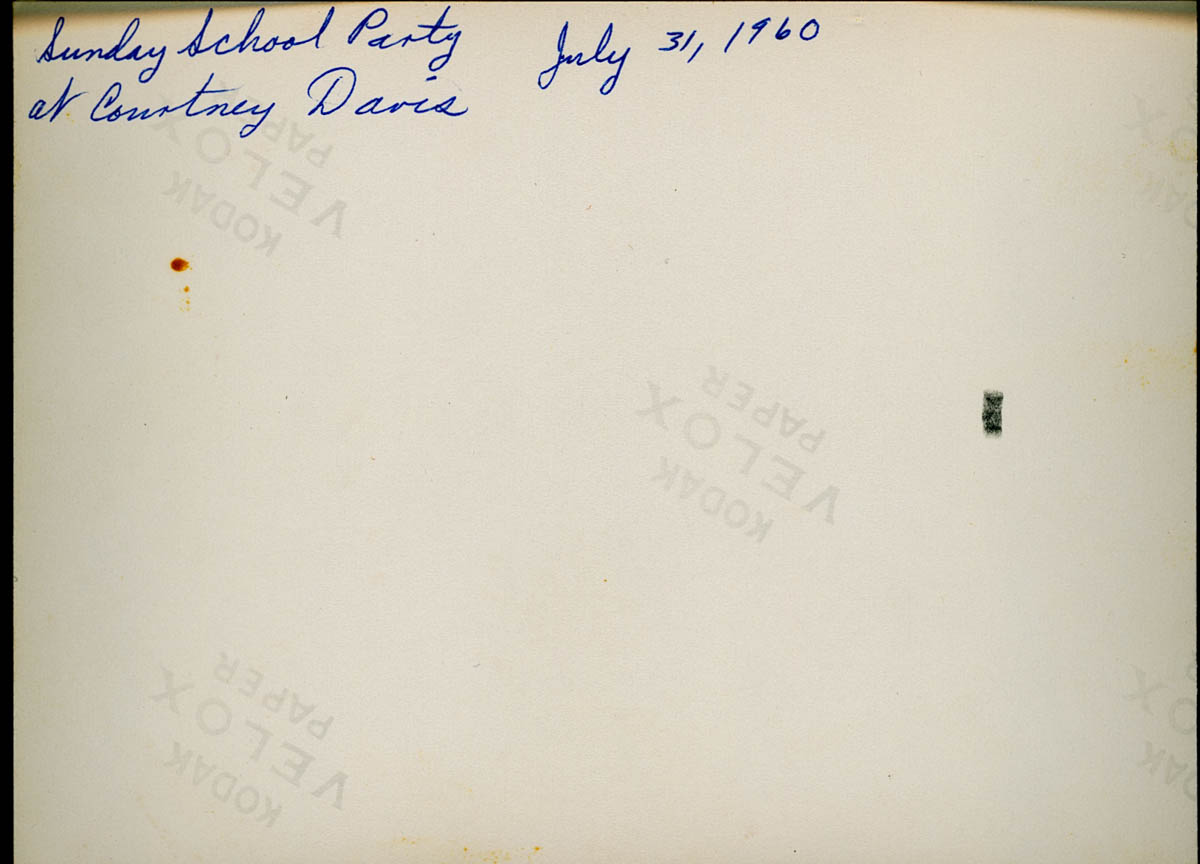 Sunday School Party July 31, 1960
at Courtney Davis
PAPER
VELOX
KODAK
PAPER
VELOX
KODAK
PAPER
VELOX
KODAK